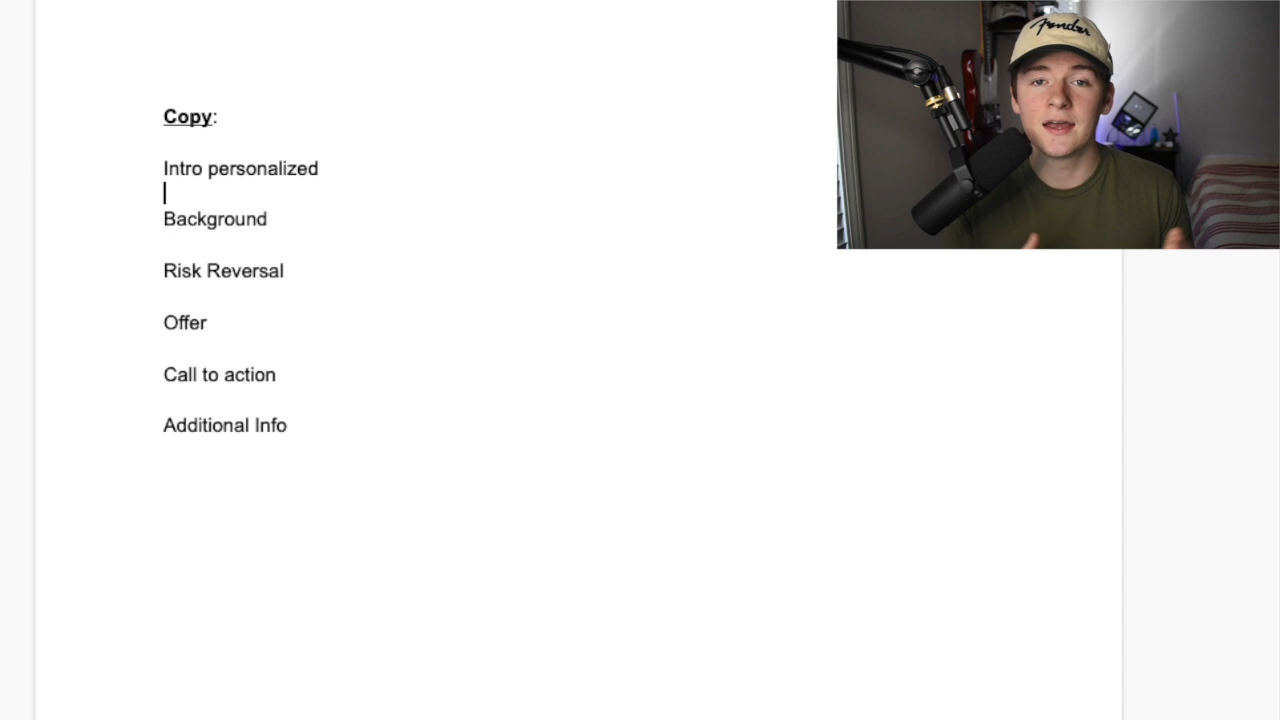 Copy:
Intro personalized
Background
Risk Reversal
Offer
Call to action
Additional Info
Fender